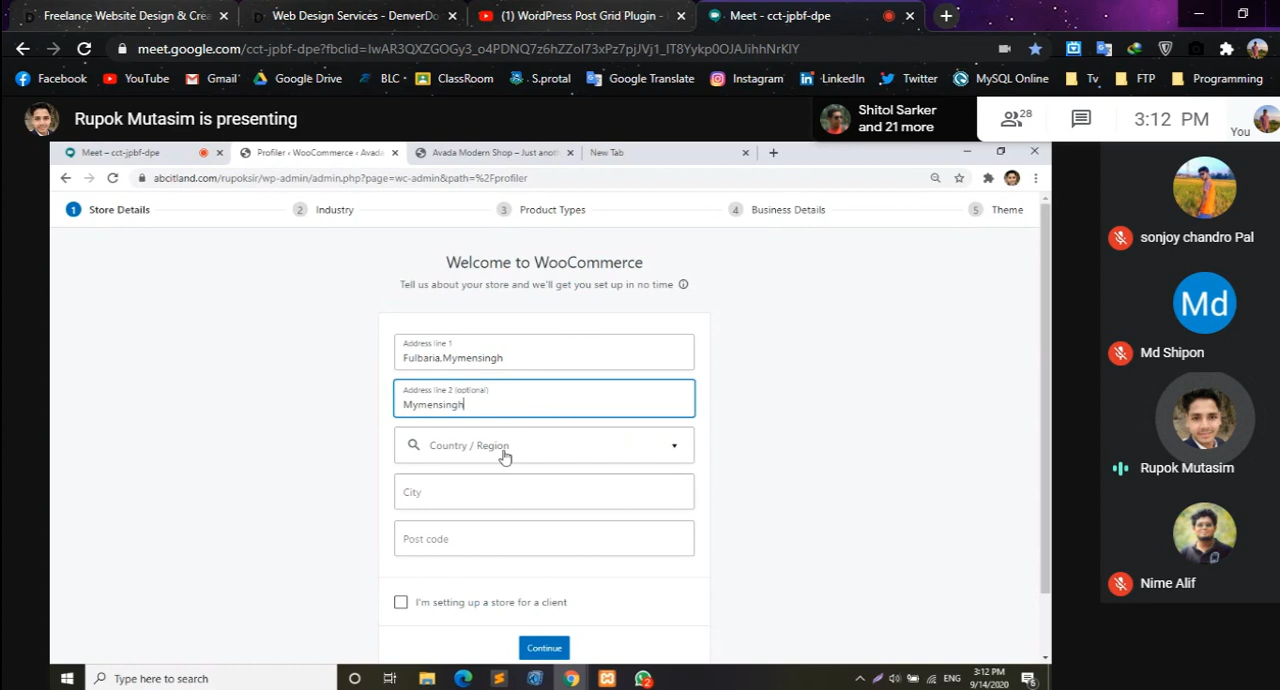 Freelance Website Design & Crea
Web Design Services - DenverDo
(1) WordPress Post Grid Plugin -
Meet - cct-jpbf-dpe
meet.google.com/cct-jpbf-dpe?fbclid=IwAR3QXZGOGy3_o4PDNQ7z6hZZoI73xPz7pjJVj1_IT8Yykp0OJAJihhNrKIY
Facebook
YouTube
Gmail
Google Drive
BLC
ClassRoom
S.protal
Google Translate
Instagram
LinkedIn
Twitter
MySQL Online
Tv
FTP
Programming
Rupok Mutasim is presenting
Shitol Sarker
and 21 more
28
3:12 PM
You
Meet – cct-jpbf-dpe
Profiler ‹ WooCommerce ‹ Avada
Avada Modern Shop – Just anoth
New Tab
abcitland.com/rupoksir/wp-admin/admin.php?page=wc-admin&path=%2Fprofiler
1 Store Details
2 Industry
3 Product Types
4 Business Details
5 Theme
Welcome to WooCommerce
Tell us about your store and we'll get you set up in no time
Address line 1
Fulbaria,Mymensingh
Address line 2 (optional)
Mymensingh
Country / Region
City
Post code
I'm setting up a store for a client
Continue
sonjoy chandro Pal
Md
Md Shipon
Rupok Mutasim
Nime Alif
Type here to search
ENG
3:12 PM
9/14/2020